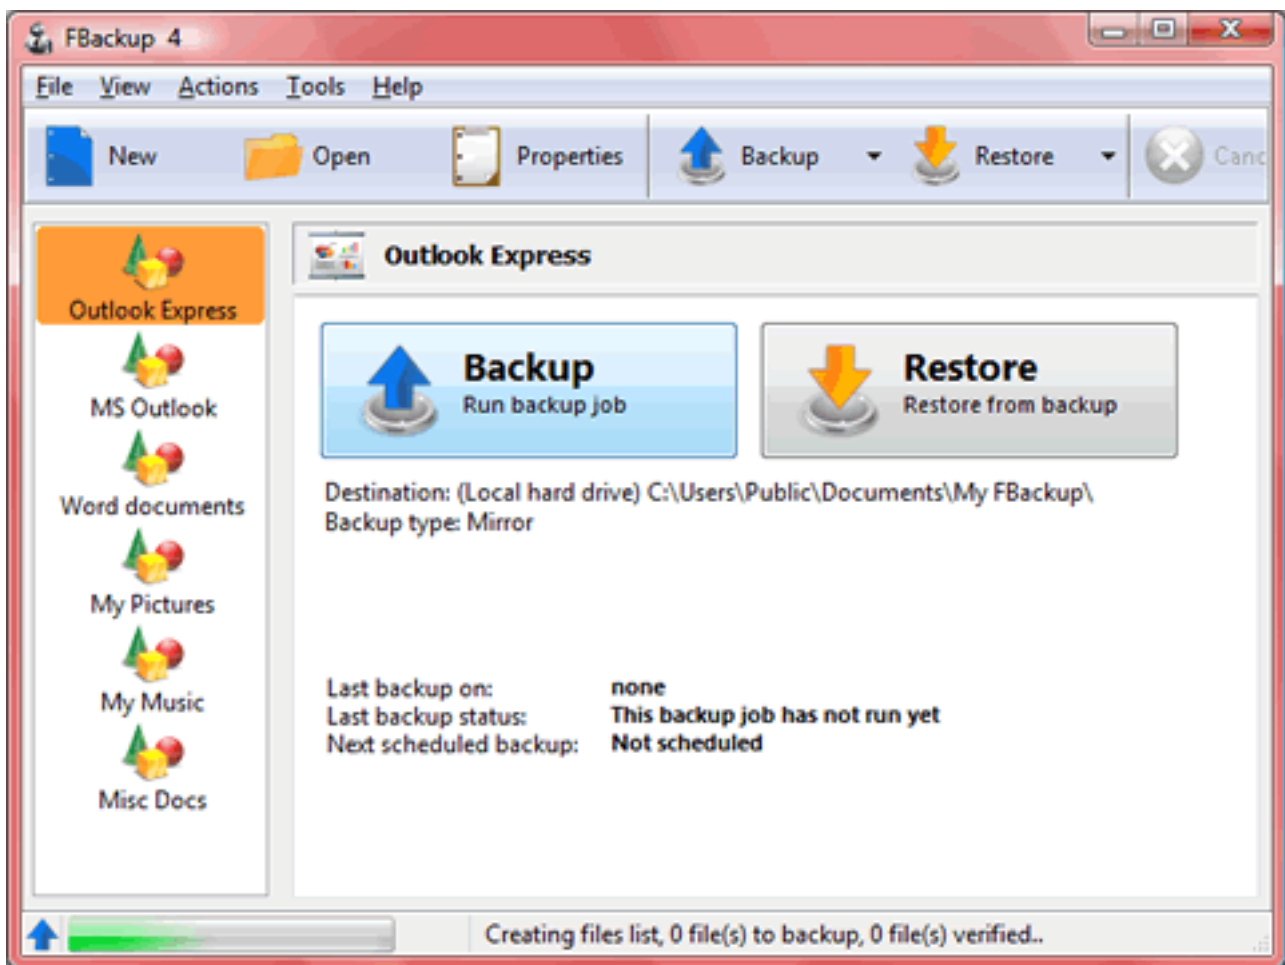 FBackup 4
File View Actions Tools Help
New Open Properties Backup Restore Canc
Outlook Express
MS Outlook
Word documents
My Pictures
My Music
Misc Docs
Outlook Express
Backup
Run backup job
Restore
Restore from backup
Destination: (Local hard drive) C:\Users\Public\Documents\My FBackup\
Backup type: Mirror
Last backup on: none
Last backup status: This backup job has not run yet
Next scheduled backup: Not scheduled
Creating files list, 0 file(s) to backup, 0 file(s) verified..